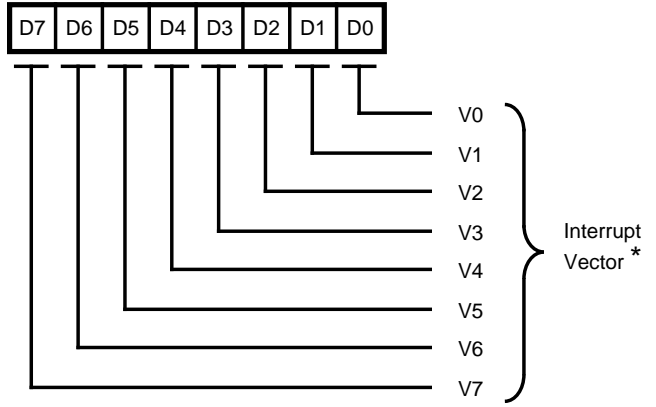 D7 D6 D5 D4 D3 D2 D1 D0
V0
V1
V2
V3
V4
V5
V6
V7
Interrupt
Vector *